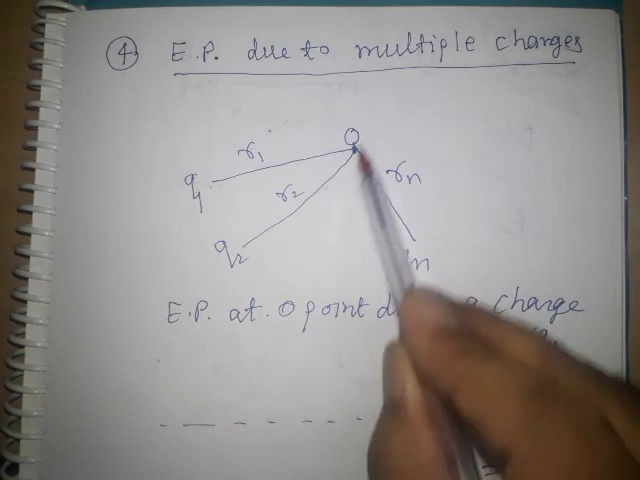 4 E.P. due to multiple charges
O
r1
rn
q1
r2
q2
n
E.P. at O point d charge